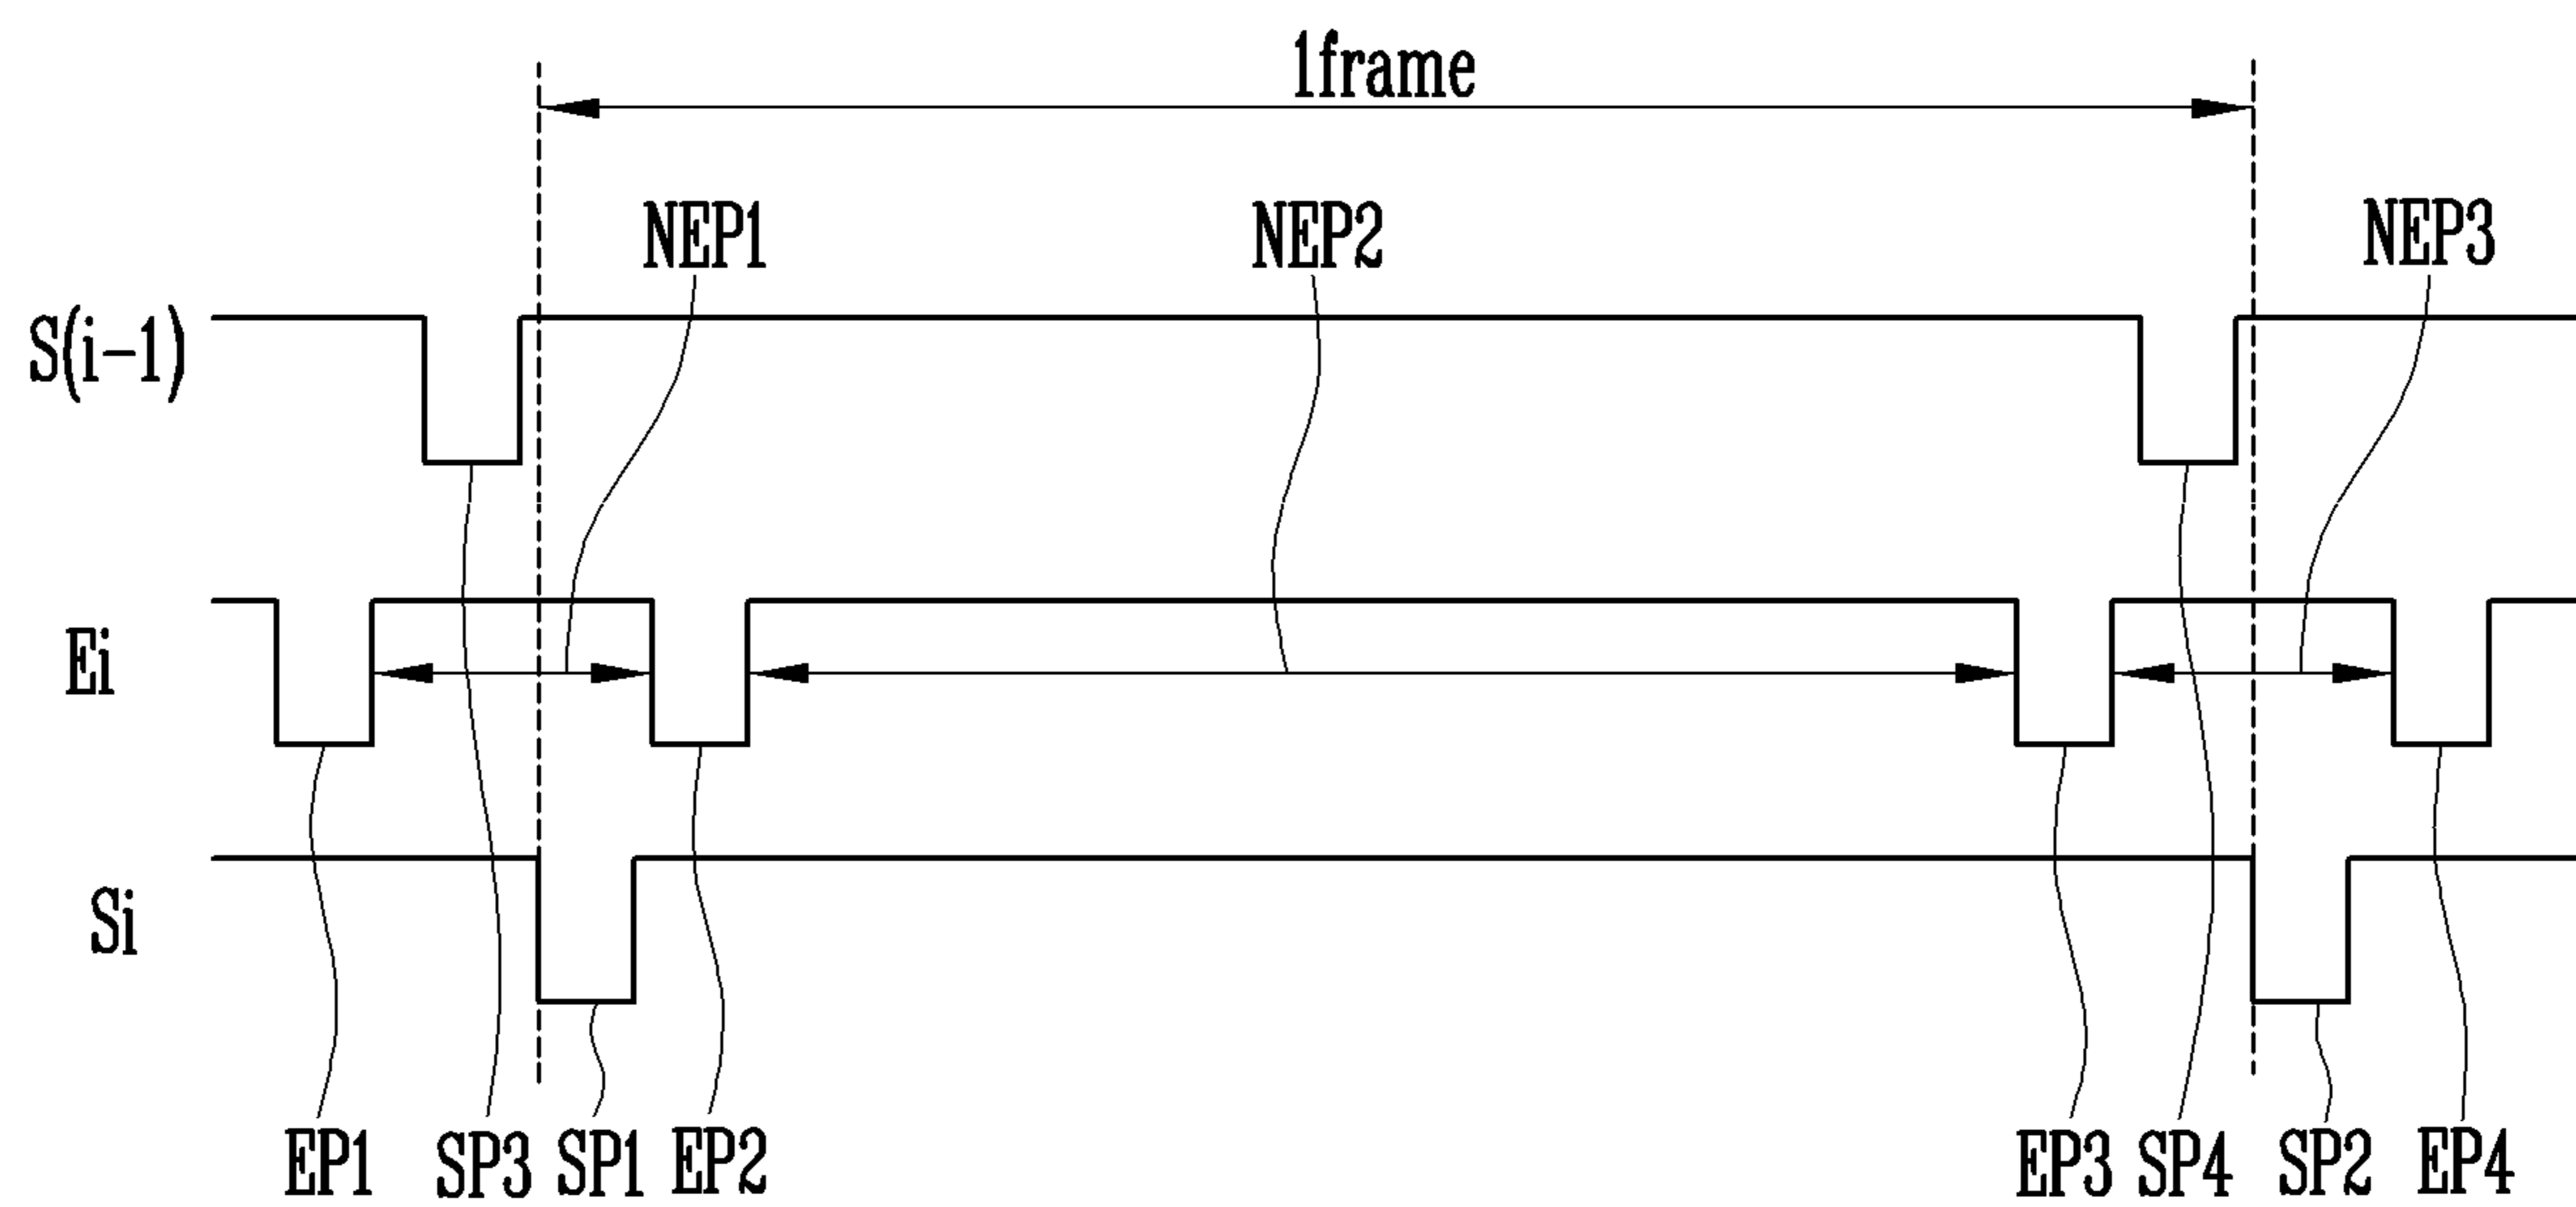 1frame
NEP1 NEP2 NEP3
S(i-1)
Ei
Si
EP1 SP3 SP1 EP2 EP3 SP4 SP2 EP4